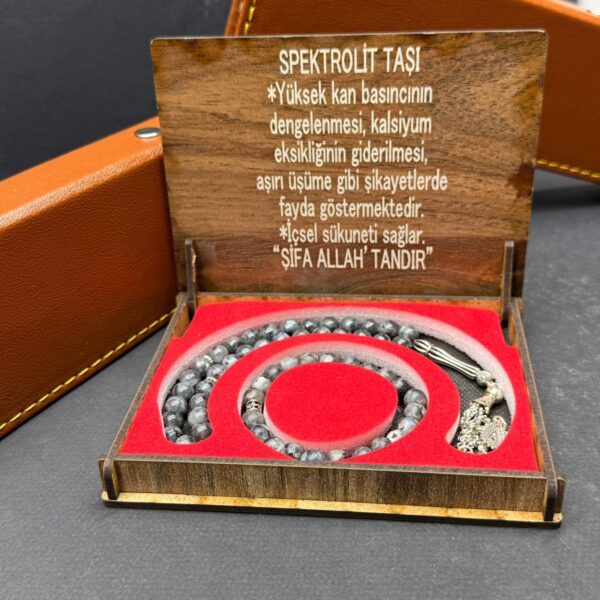 SPEKTROLİT TAŞI
*Yüksek kan basıncının
dengelenmesi, kalsiyum
eksikliğinin giderilmesi,
aşırı üşüme gibi şikayetlerde
fayda göstermektedir.
*İçsel sükuneti sağlar.
"ŞİFA ALLAH' TANDIR"